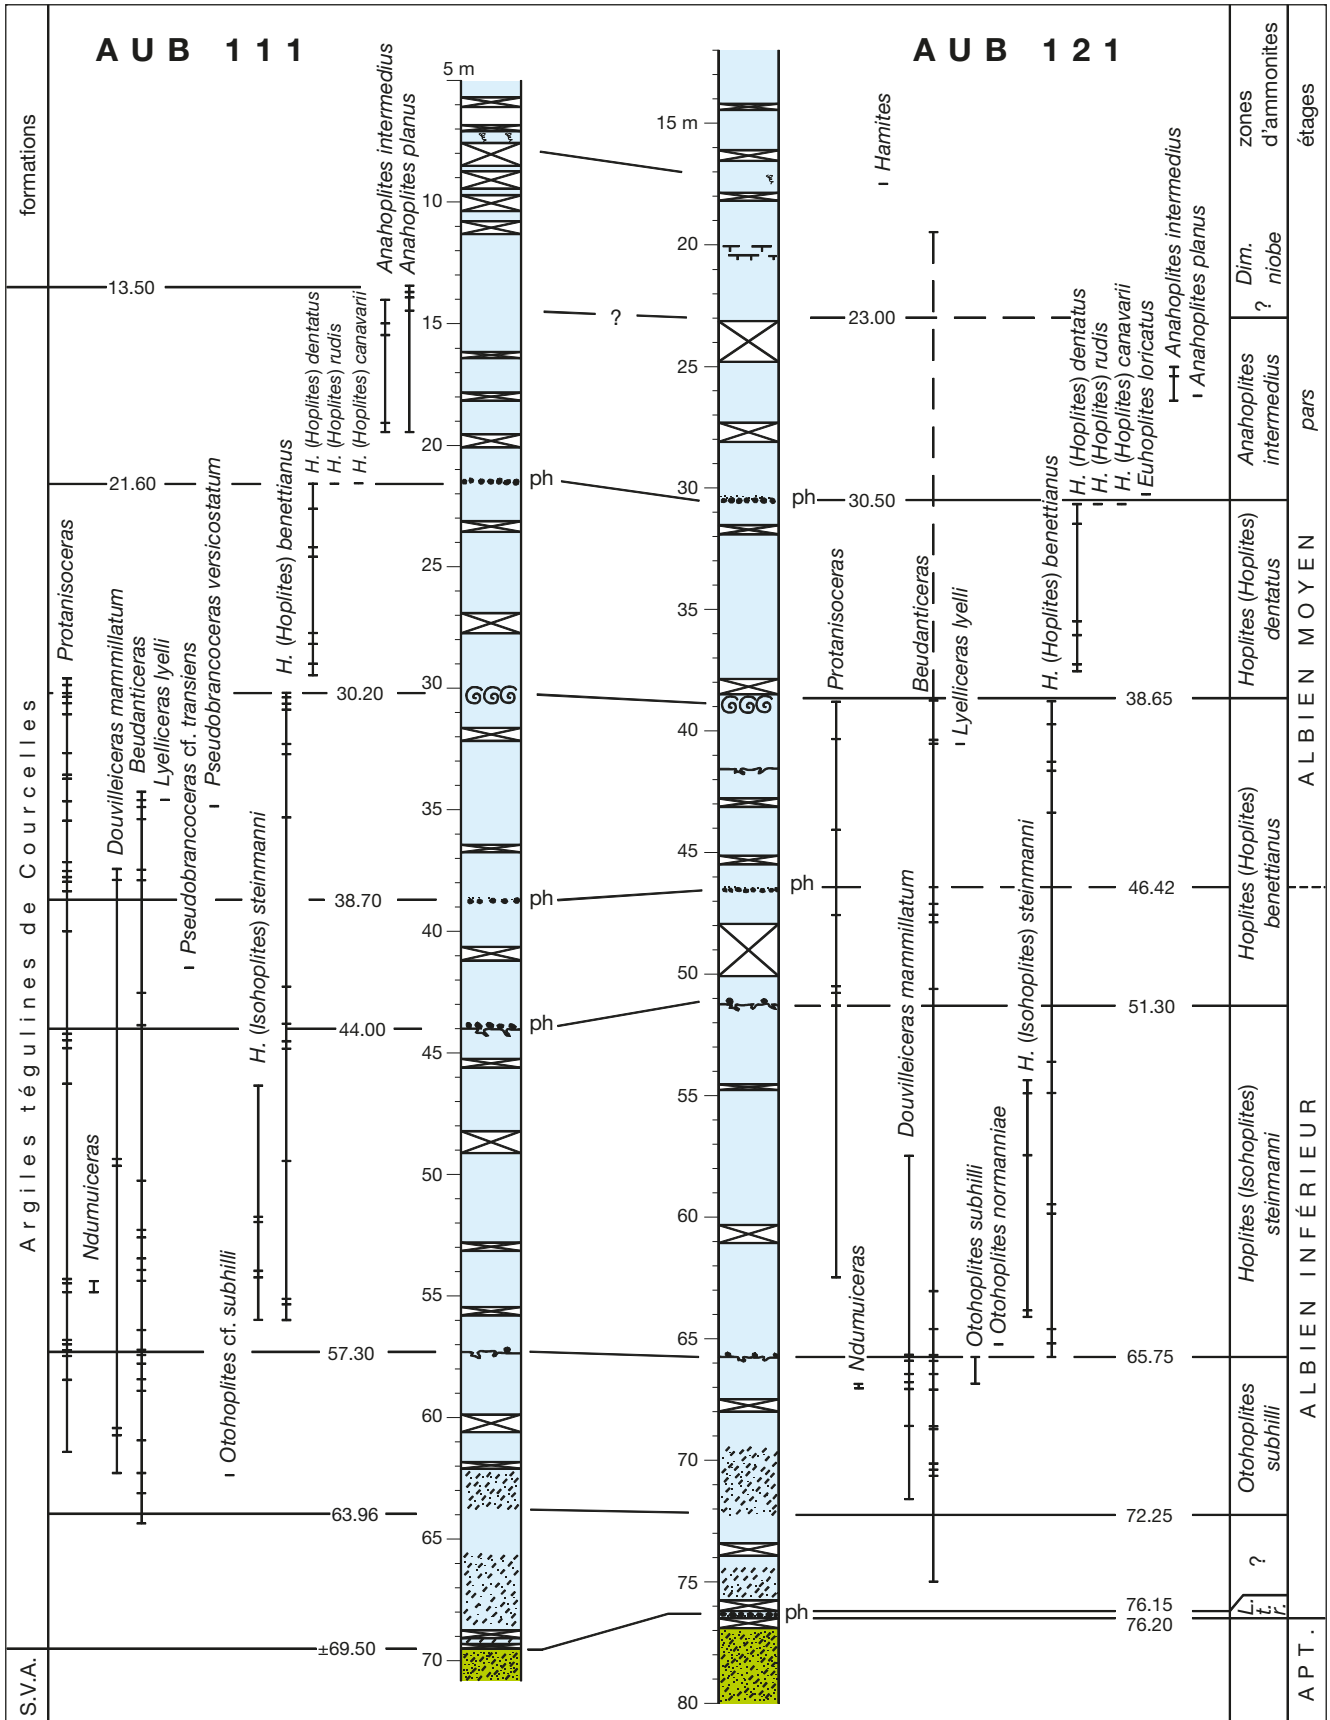 AUB 111
AUB 121
formations
zones
d'ammonites
étages
5 m
10
15
20
25
30
35
40
45
50
55
60
65
70
15 m
20
25
30
35
40
45
50
55
60
65
70
75
80
Argiles tégulines de Courcelles
S.V.A.
13.50
21.60
30.20
38.70
44.00
57.30
63.96
±69.50
Protanisoceras
Ndumuiceras
Douvilleiceras mammillatum
Beudanticeras
Lyelliceras lyelli
Pseudobrancoceras cf. transiens
Pseudobrancoceras versicostatum
Otohoplites cf. subhilli
H. (Isohoplites) steinmanni
H. (Hoplites) benettianus
H. (Hoplites) dentatus
H. (Hoplites) rudis
H. (Hoplites) canavarii
Anahoplites intermedius
Anahoplites planus
?
ph
ph
ph
ph
ph
ph
23.00
30.50
38.65
46.42
51.30
65.75
72.25
76.15
76.20
Protanisoceras
Ndumuiceras
Hamites
Douvilleiceras mammillatum
Beudanticeras
Lyelliceras lyelli
Otohoplites subhilli
Otohoplites normanniae
H. (Isohoplites) steinmanni
H. (Hoplites) benettianus
H. (Hoplites) dentatus
H. (Hoplites) rudis
H. (Hoplites) canavarii
Euhoplites loricatus
Anahoplites intermedius
Anahoplites planus
Dim.
niobe
?
Anahoplites
intermedius
Hoplites (Hoplites)
dentatus
Hoplites (Hoplites)
benettianus
Hoplites (Isohoplites)
steinmanni
Otohoplites
subhilli
?
L.
t.
r.
pars
ALBIEN MOYEN
ALBIEN INFÉRIEUR
APT.